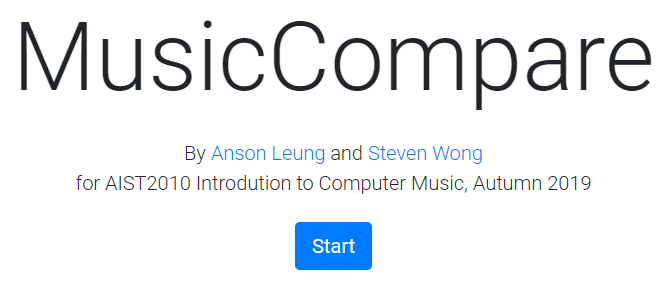 MusicCompare
By Anson Leung and Steven Wong
for AIST2010 Introdution to Computer Music, Autumn 2019
Start